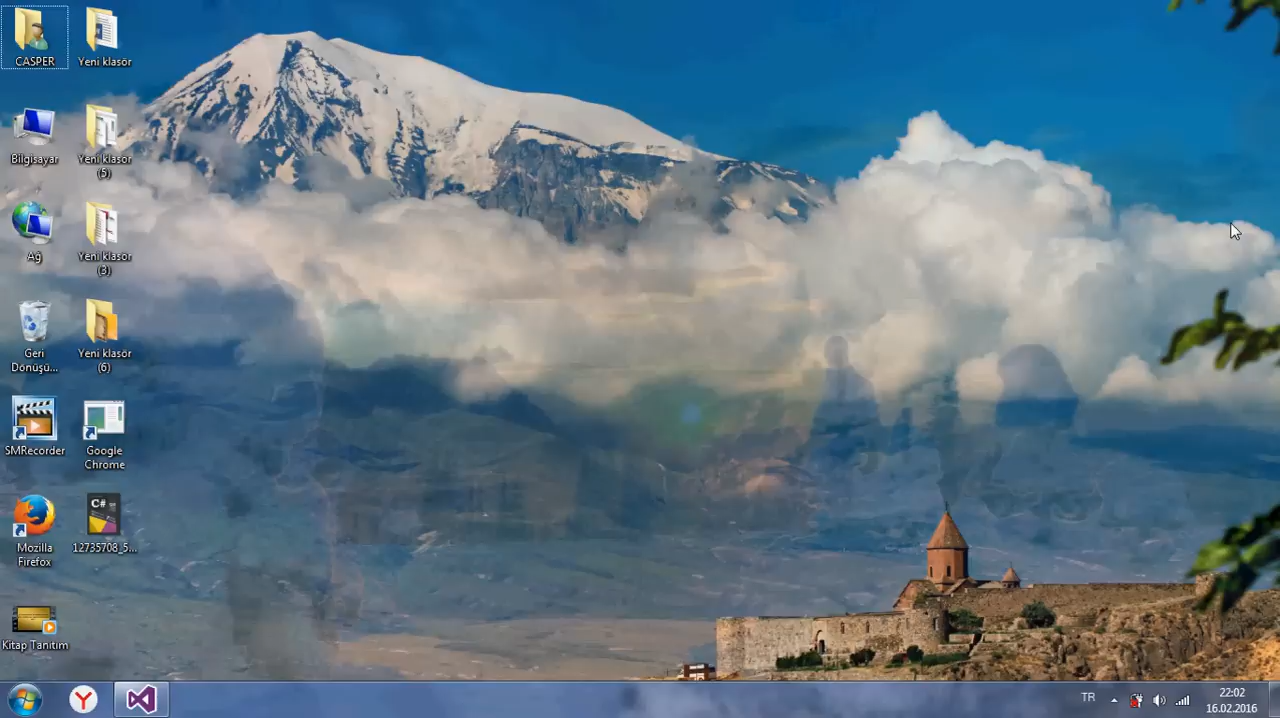 CASPER
Yeni klasör
Bilgisayar
Yeni klasör
(5)
Ağ
Yeni klasör
(3)
Geri
Dönüşü...
Yeni klasör
(6)
SMRecorder
Google
Chrome
C#
Mozilla
Firefox
12735708_5...
Kitap Tanıtım
TR
22:02
16.02.2016